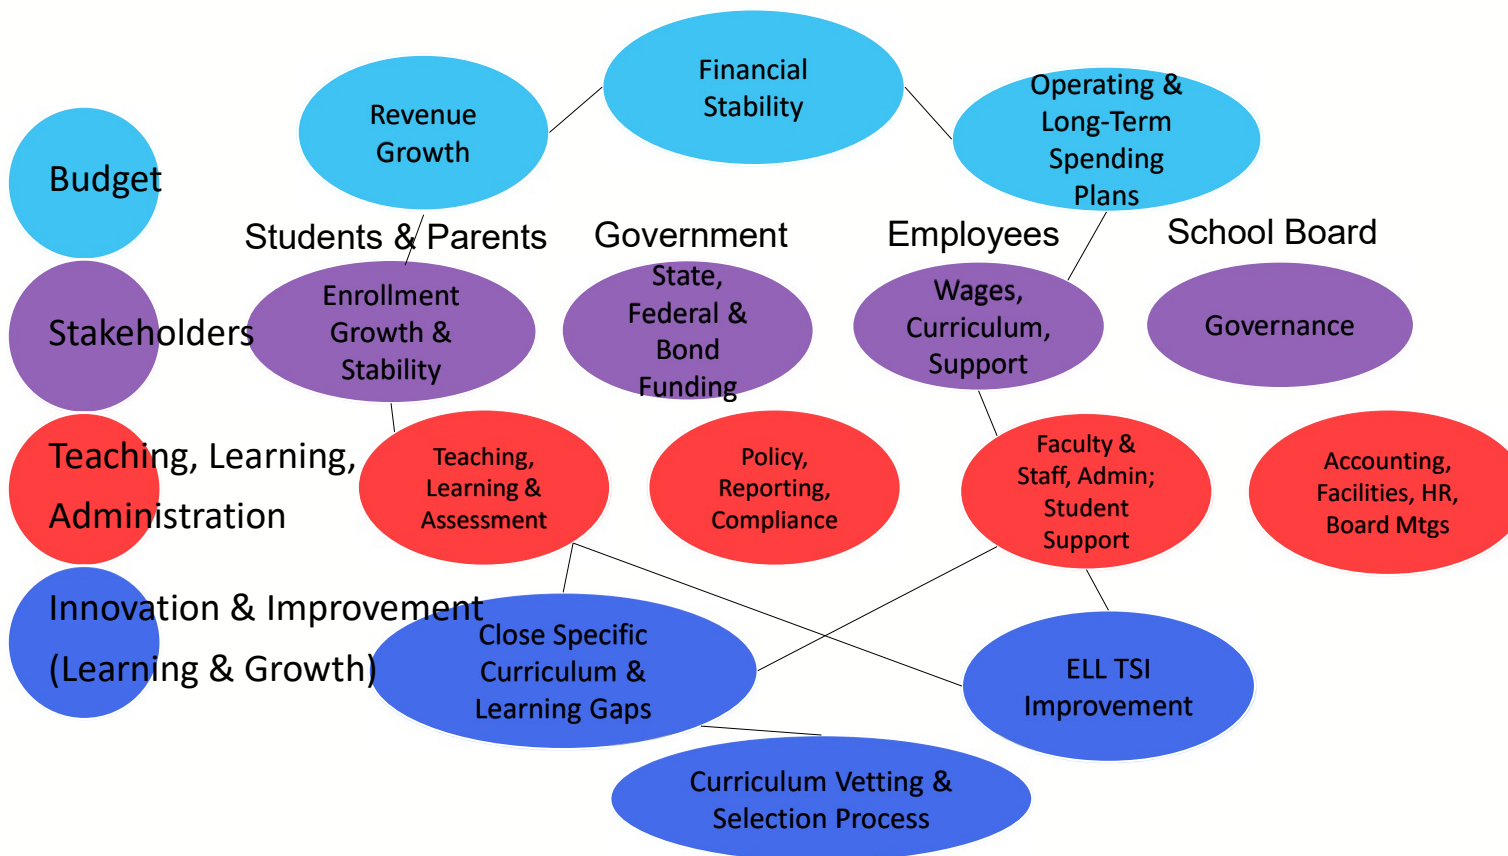 Financial
Stability
Revenue
Growth
Operating &
Long-Term
Spending
Plans
Budget
Students & Parents
Government
Employees
School Board
Stakeholders
Enrollment
Growth &
Stability
State,
Federal &
Bond
Funding
Wages,
Curriculum,
Support
Governance
Teaching, Learning,
Administration
Teaching,
Learning &
Assessment
Policy,
Reporting,
Compliance
Faculty &
Staff, Admin;
Student
Support
Accounting,
Facilities, HR,
Board Mtgs
Innovation & Improvement
(Learning & Growth)
Close Specific
Curriculum &
Learning Gaps
ELL TSI
Improvement
Curriculum Vetting &
Selection Process